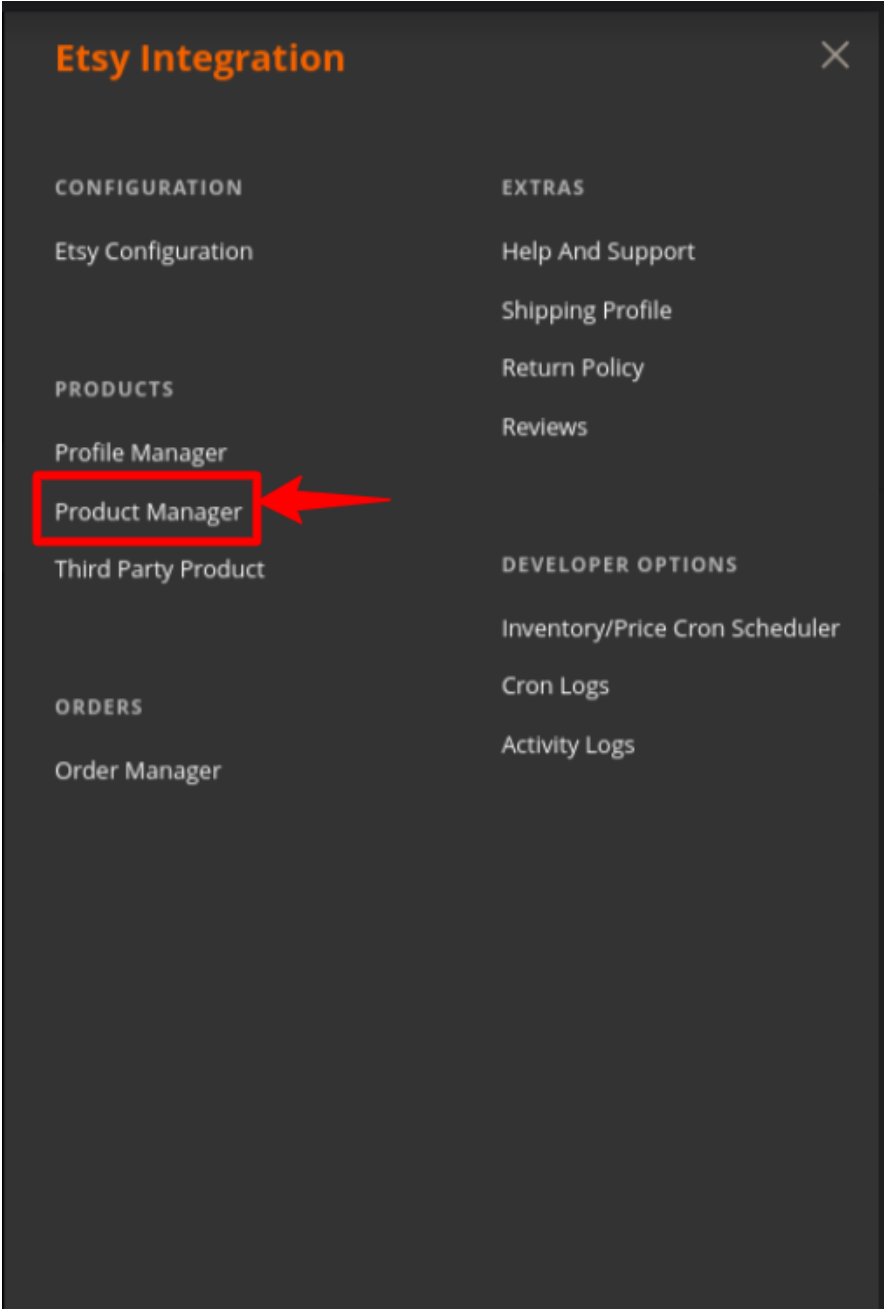 Etsy Integration
CONFIGURATION
Etsy Configuration
PRODUCTS
Profile Manager
Product Manager
Third Party Product
ORDERS
Order Manager
EXTRAS
Help And Support
Shipping Profile
Return Policy
Reviews
DEVELOPER OPTIONS
Inventory/Price Cron Scheduler
Cron Logs
Activity Logs